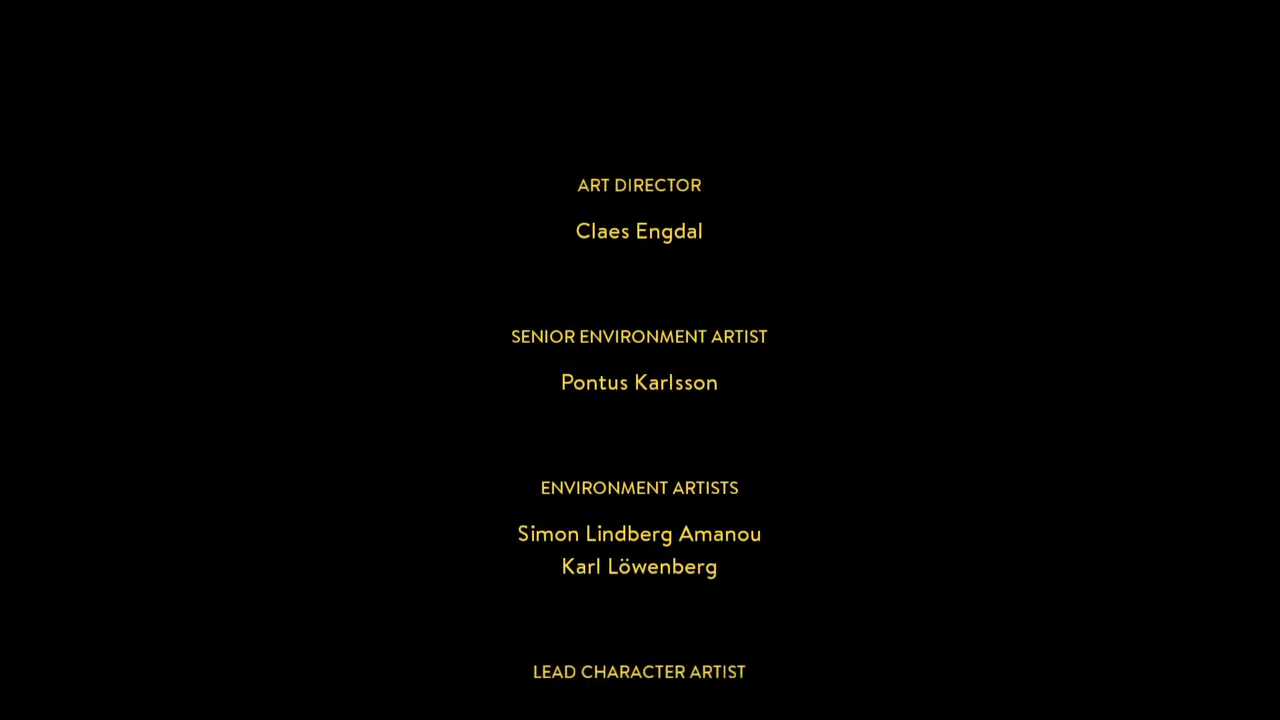 ART DIRECTOR
Claes Engdal
SENIOR ENVIRONMENT ARTIST
Pontus Karlsson
ENVIRONMENT ARTISTS
Simon Lindberg Amanou
Karl Löwenberg
LEAD CHARACTER ARTIST